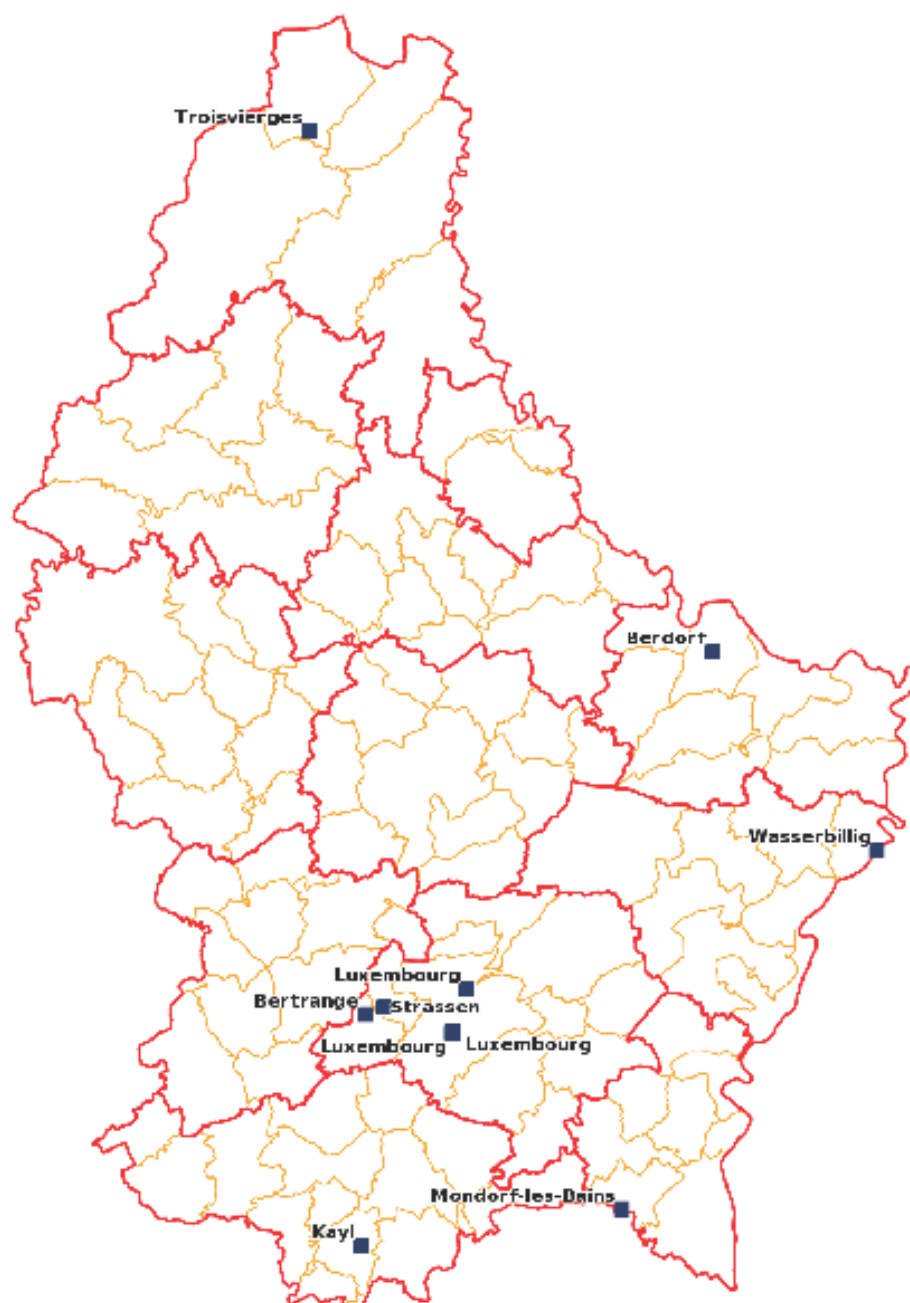 Troisvierges
Berdorf
Wasserbillig
Luxembourg
Bertrange
Strassen
Luxembourg
Luxembourg
Mondorf-les-Bains
Kayl